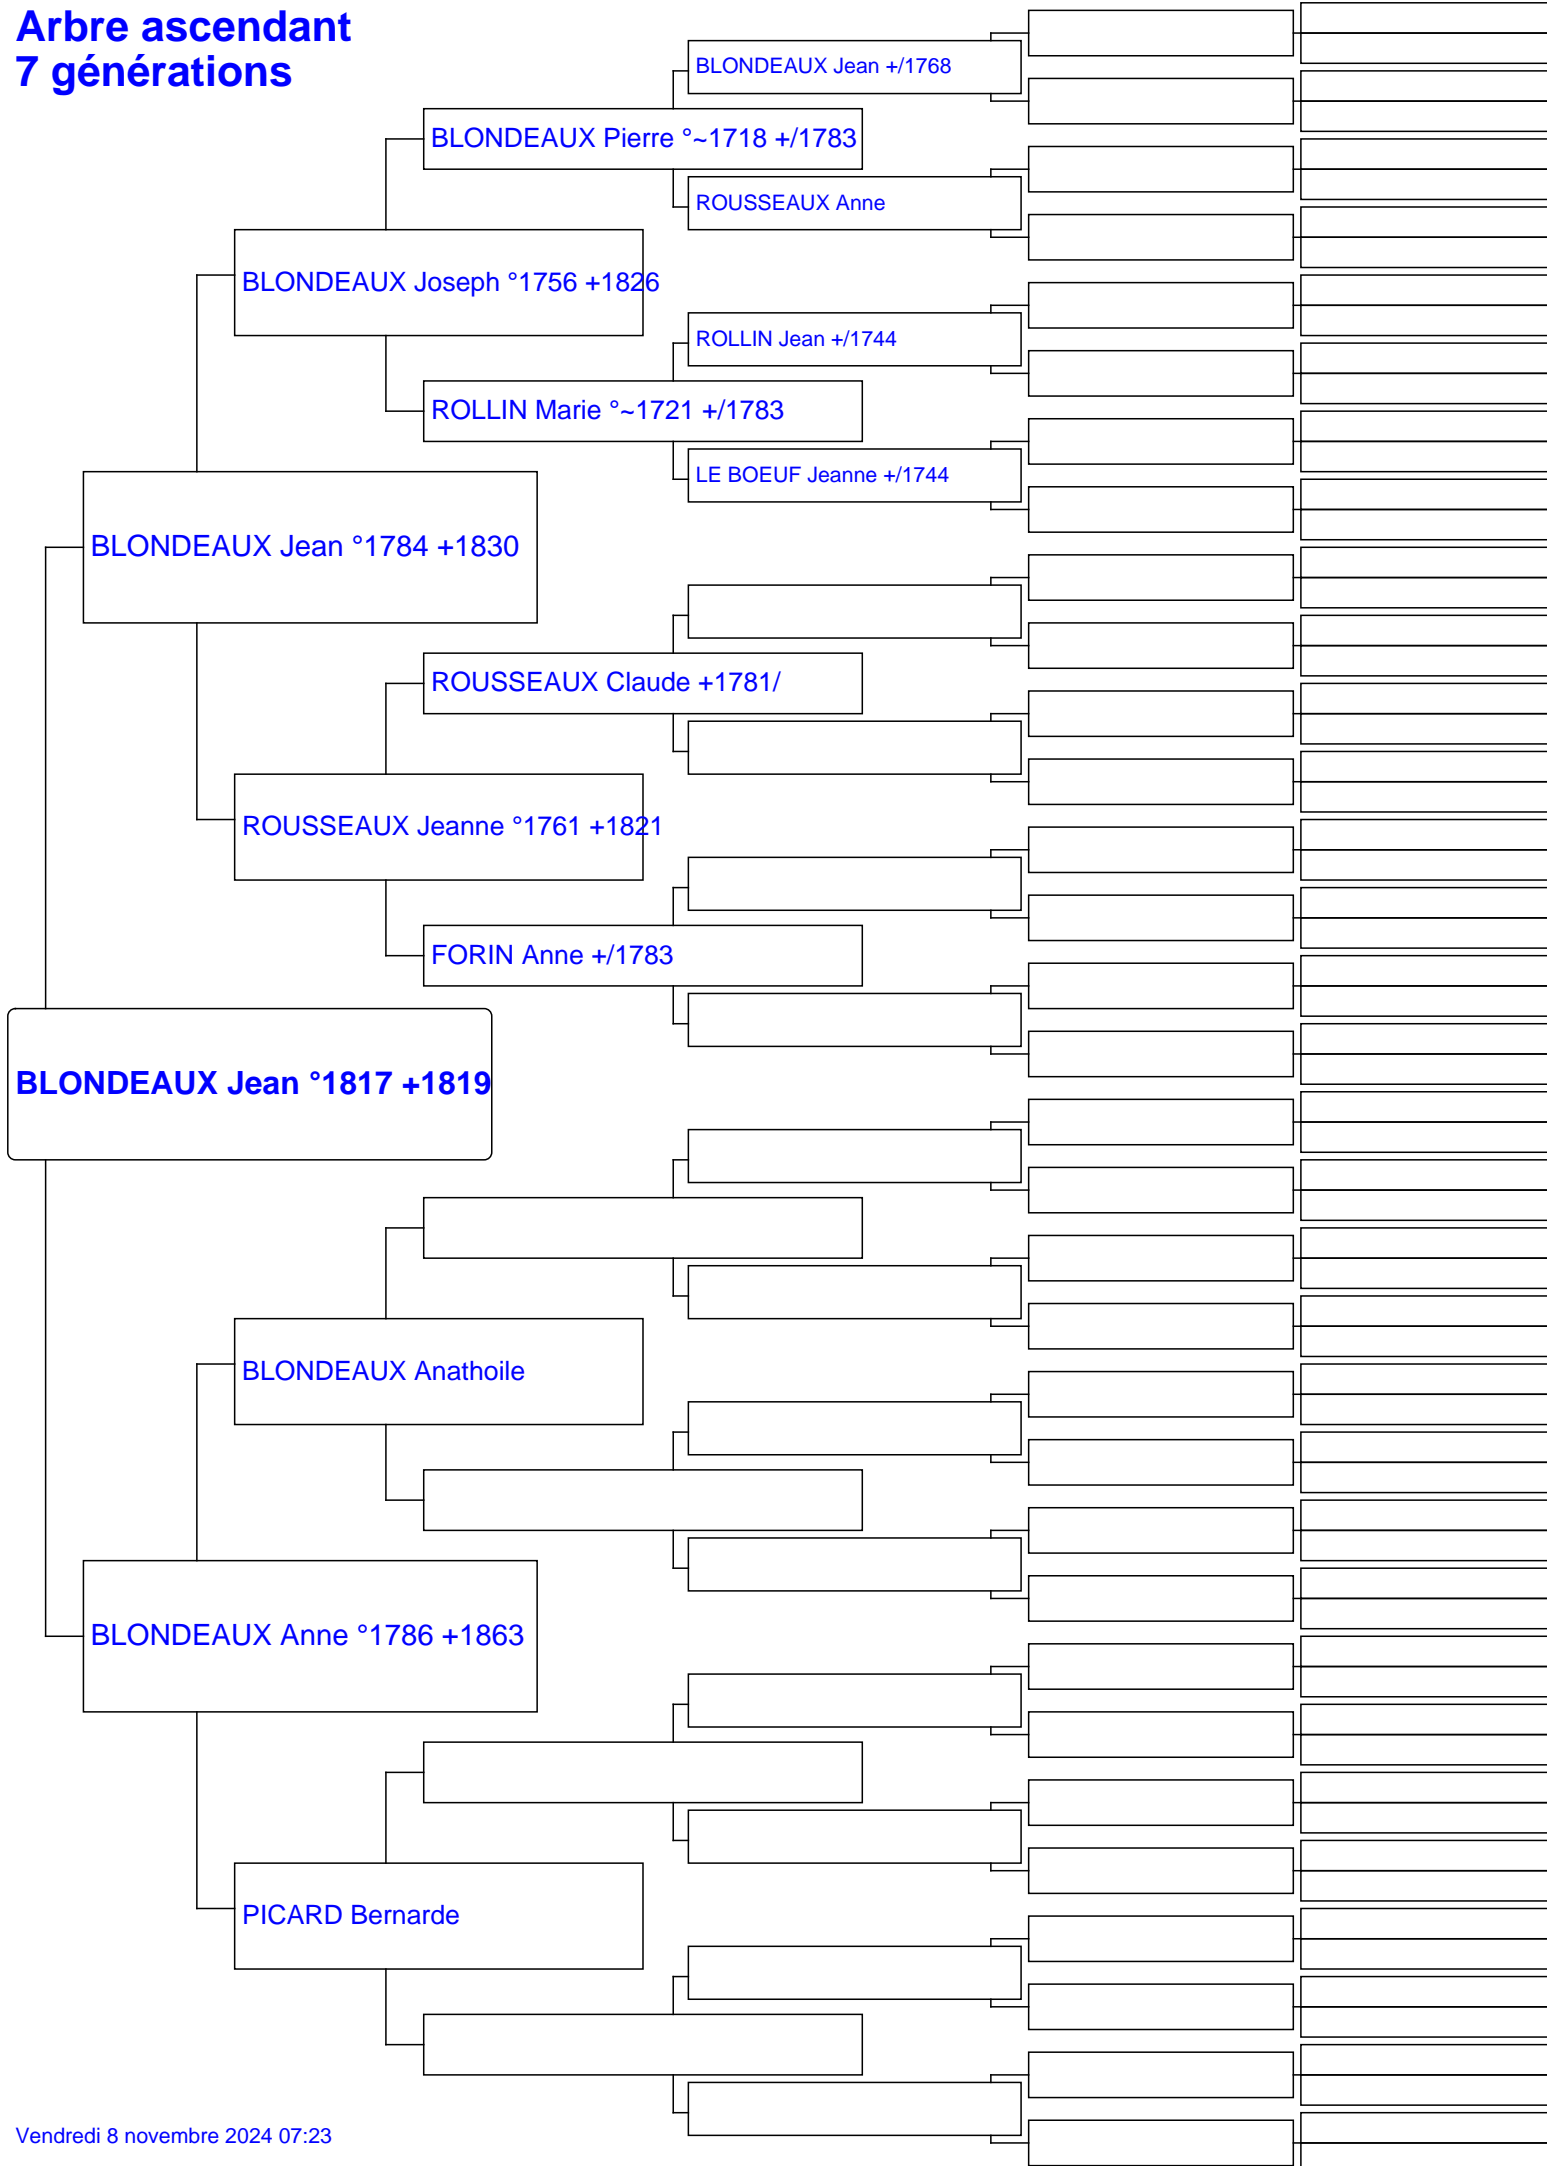 Arbre ascendant
7 générations
BLONDEAUX Jean +/1768
BLONDEAUX Pierre °~1718 +/1783
ROUSSEAUX Anne
BLONDEAUX Joseph °1756 +1826
ROLLIN Jean +/1744
ROLLIN Marie °~1721 +/1783
LE BOEUF Jeanne +/1744
BLONDEAUX Jean °1784 +1830
ROUSSEAUX Claude +1781/
ROUSSEAUX Jeanne °1761 +1821
FORIN Anne +/1783
BLONDEAUX Jean °1817 +1819
BLONDEAUX Anathoile
BLONDEAUX Anne °1786 +1863
PICARD Bernarde
Vendredi 8 novembre 2024 07:23